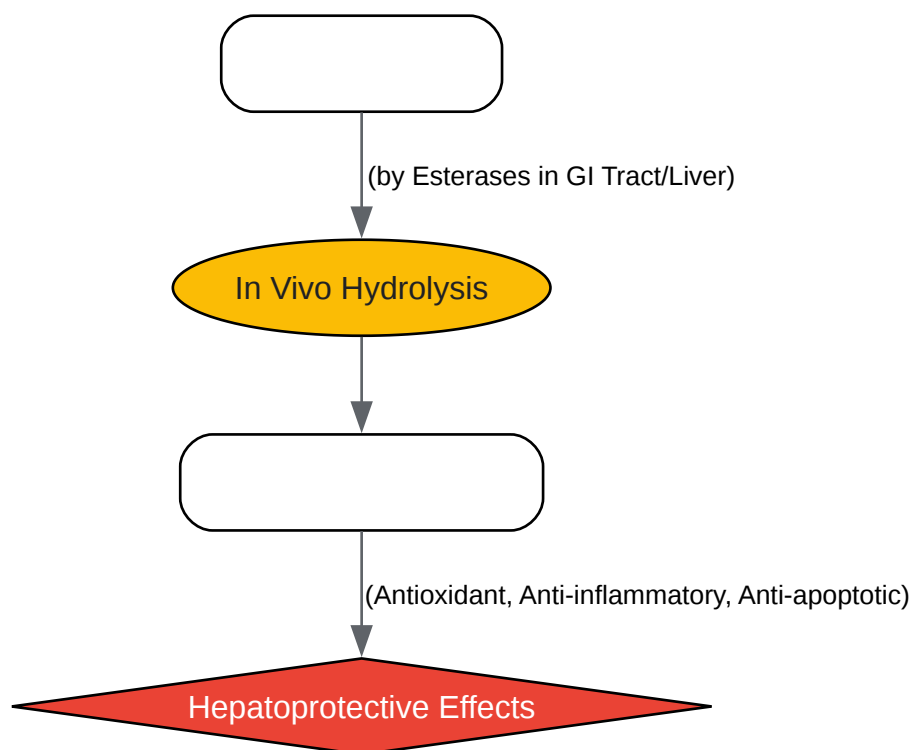 (by Esterases in GI Tract/Liver)
In Vivo Hydrolysis
(Antioxidant, Anti-inflammatory, Anti-apoptotic)
Hepatoprotective Effects